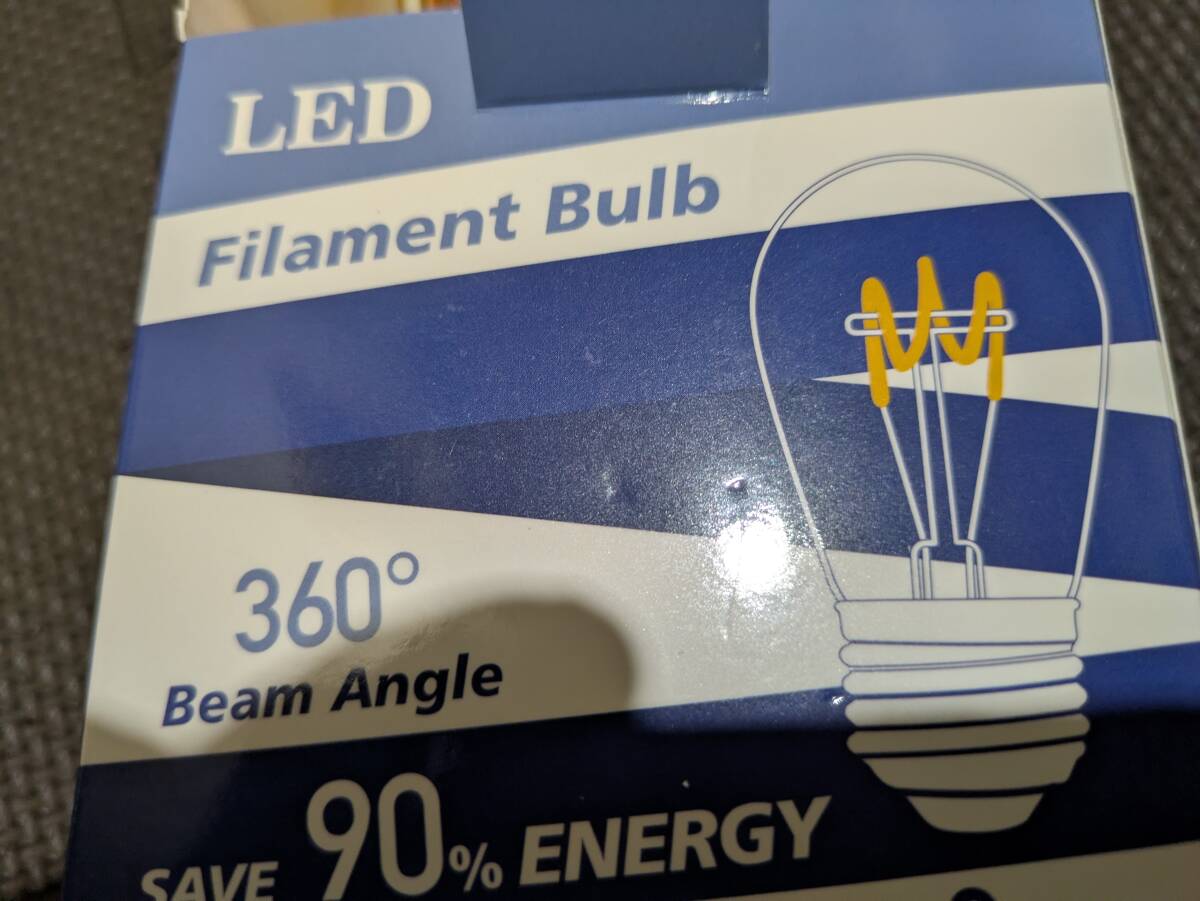 LED
Filament Bulb
360°
Beam Angle
SAVE 90% ENERGY